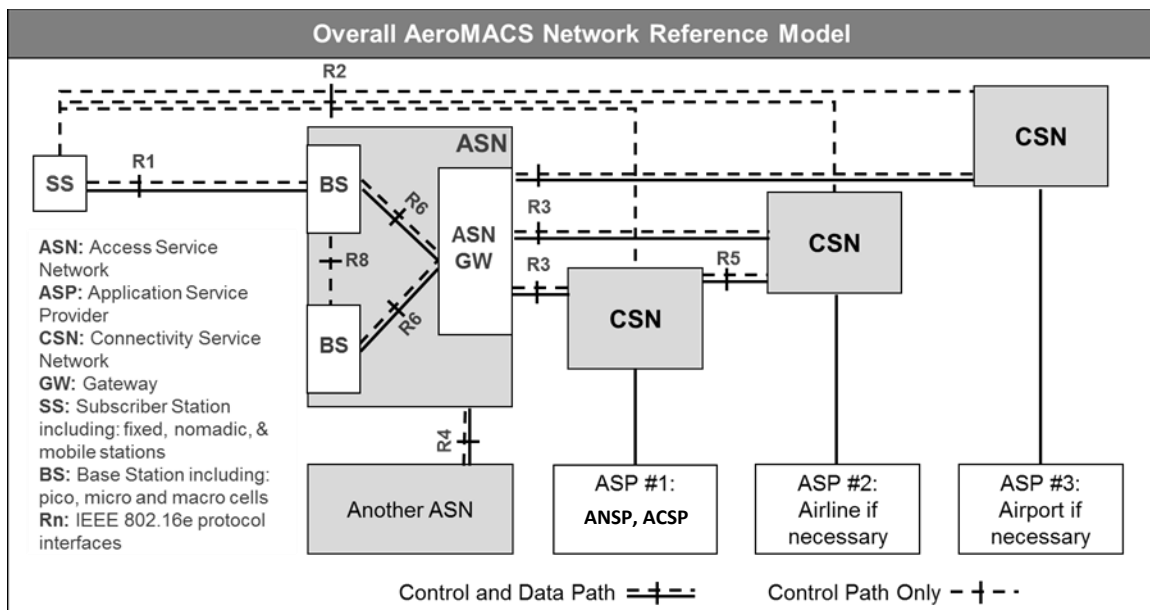 Overall AeroMACS Network Reference Model
R2
CSN
ASN
R1
SS
BS
R6
ASN
GW
R3
CSN
R8
R3
R5
R6
CSN
BS
ASN: Access Service
Network
ASP: Application Service
Provider
CSN: Connectivity Service
Network
GW: Gateway
SS: Subscriber Station
including: fixed, nomadic, &
mobile stations
BS: Base Station including:
pico, micro and macro cells
Rn: IEEE 802.16e protocol
interfaces
R4
Another ASN
ASP #1:
ANSP, ACSP
ASP #2:
Airline if
necessary
ASP #3:
Airport if
necessary
Control and Data Path
Control Path Only